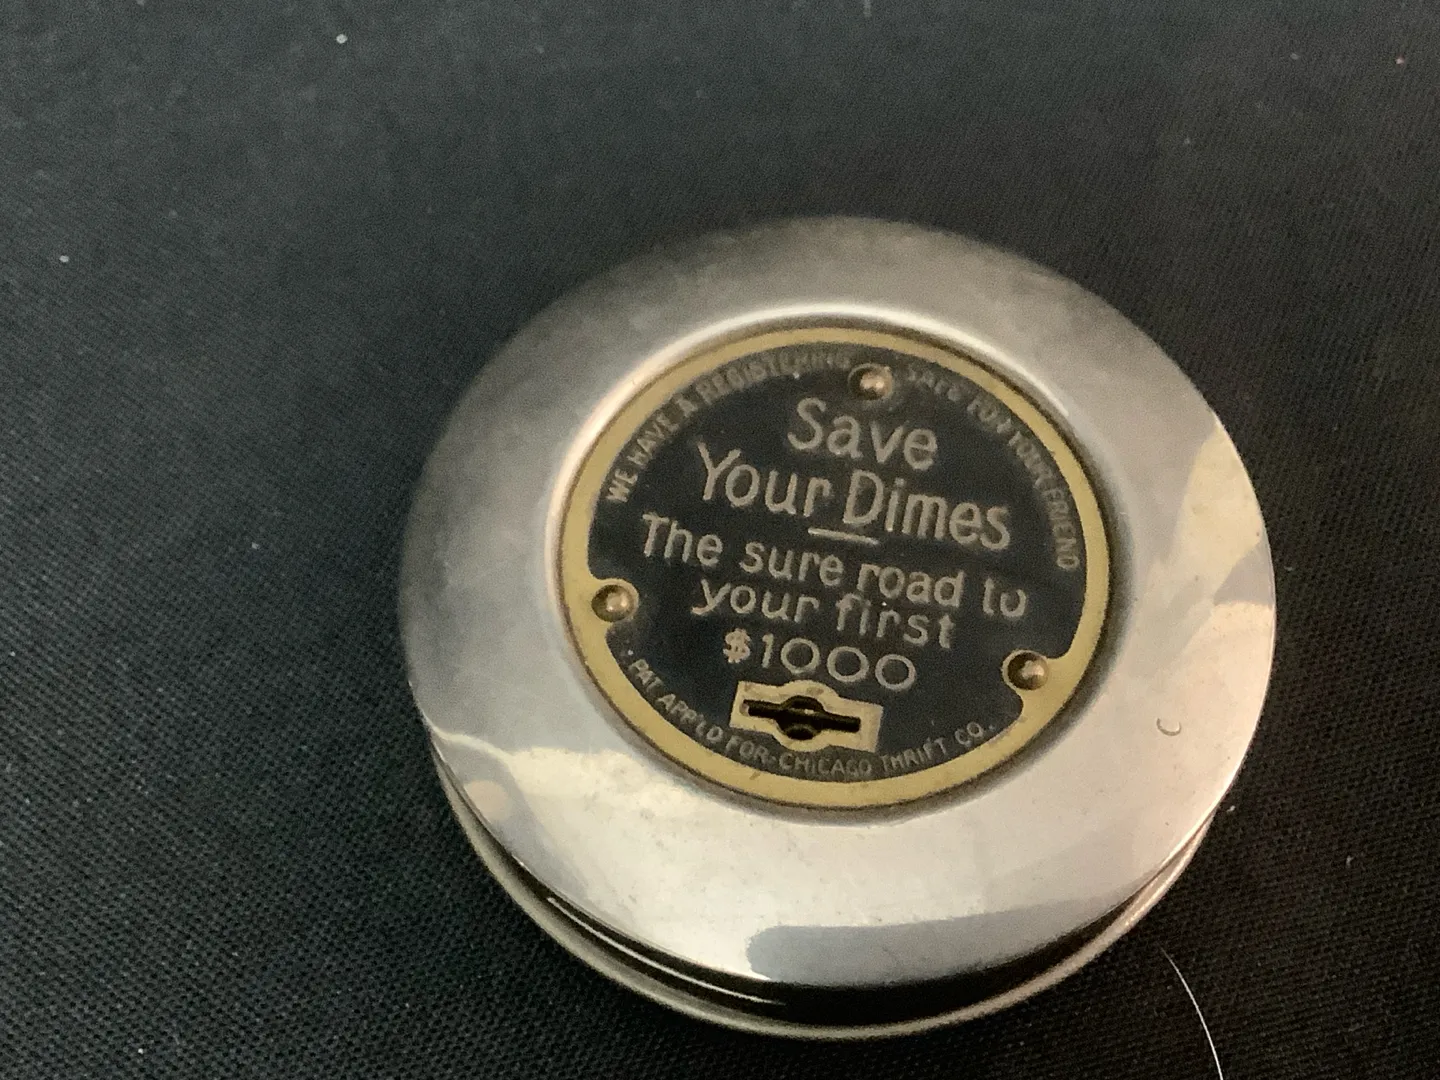 WE HAVE A REGISTERING SAFE FOR YOUR FRIEND
Save
Your Dimes
The sure road to
your first
$1000
PAT. APP'LD FOR-CHICAGO THRIFT CO.